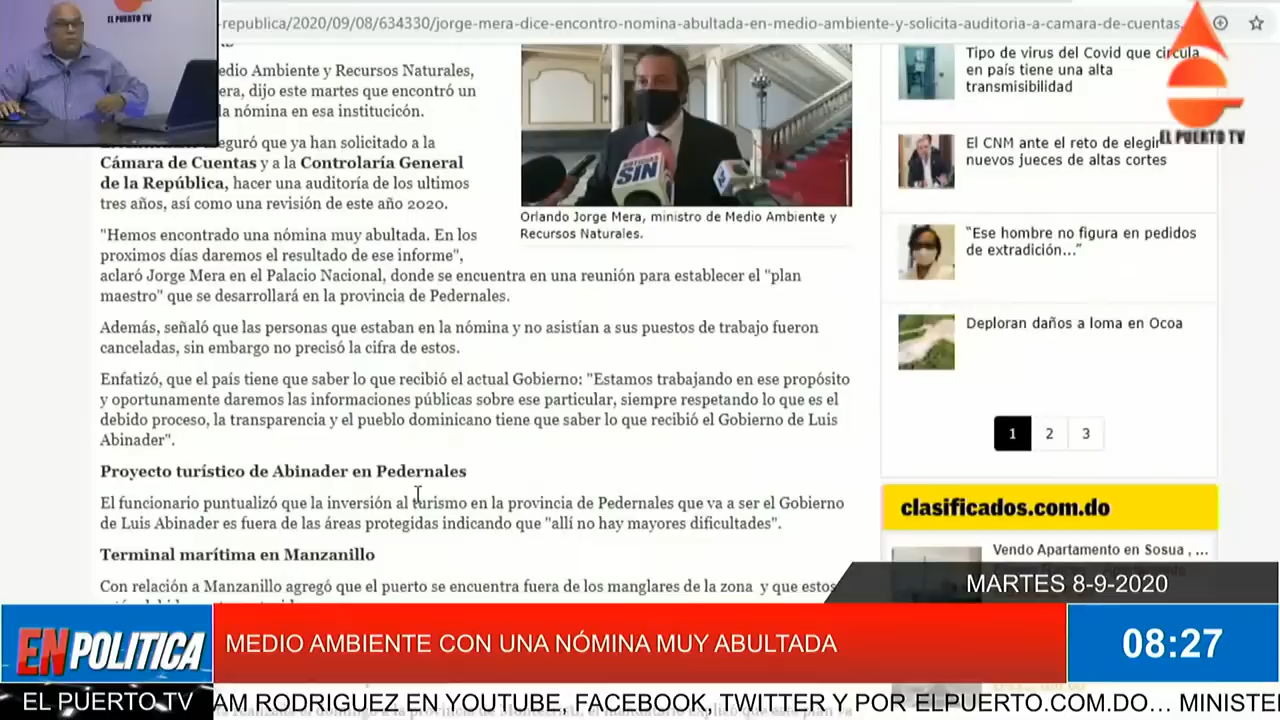 EL PUERTO TV
republica/2020/09/08/634330/jorge-mera-dice-encontro-nomina-abultada-en-medio-ambiente-y-solicita-auditoria-a-camara-de-cuentas.
edio Ambiente y Recursos Naturales,
era, dijo este martes que encontró un
la nómina en esa institución.
eguró que ya han solicitado a la
Cámara de Cuentas y a la Controlaría General
de la República, hacer una auditoría de los ultimos
tres años, así como una revisión de este año 2020.
"Hemos encontrado una nómina muy abultada. En los
proximos días daremos el resultado de ese informe",
aclaró Jorge Mera en el Palacio Nacional, donde se encuentra en una reunión para establecer el "plan
maestro" que se desarrollará en la provincia de Pedernales.
Además, señaló que las personas que estaban en la nómina y no asistían a sus puestos de trabajo fueron
canceladas, sin embargo no precisó la cifra de estos.
Enfatizó, que el país tiene que saber lo que recibió el actual Gobierno: "Estamos trabajando en ese propósito
y oportunamente daremos las informaciones públicas sobre ese particular, siempre respetando lo que es el
debido proceso, la transparencia y el pueblo dominicano tiene que saber lo que recibió el Gobierno de Luis
Abinader".
Proyecto turístico de Abinader en Pedernales
El funcionario puntualizó que la inversión al turismo en la provincia de Pedernales que va a ser el Gobierno
de Luis Abinader es fuera de las áreas protegidas indicando que "allí no hay mayores dificultades".
Terminal marítima en Manzanillo
Con relación a Manzanillo agregó que el puerto se encuentra fuera de los manglares de la zona y que estos
NOTICIAS
SIN
Orlando Jorge Mera, ministro de Medio Ambiente y
Recursos Naturales.
Tipo de virus del Covid que circula
en país tiene una alta
transmisibilidad
El CNM ante el reto de elegir
nuevos jueces de altas cortes
"Ese hombre no figura en pedidos
de extradición..."
Deploran daños a loma en Ocoa
1 2 3
clasificados.com.do
Vendo Apartamento en Sosua , ...
EL PUERTO TV
MARTES 8-9-2020
EN POLITICA
MEDIO AMBIENTE CON UNA NÓMINA MUY ABULTADA
08:27
EL PUERTO TV
AM RODRIGUEZ EN YOUTUBE, FACEBOOK, TWITTER Y POR ELPUERTO.COM.DO... MINISTE